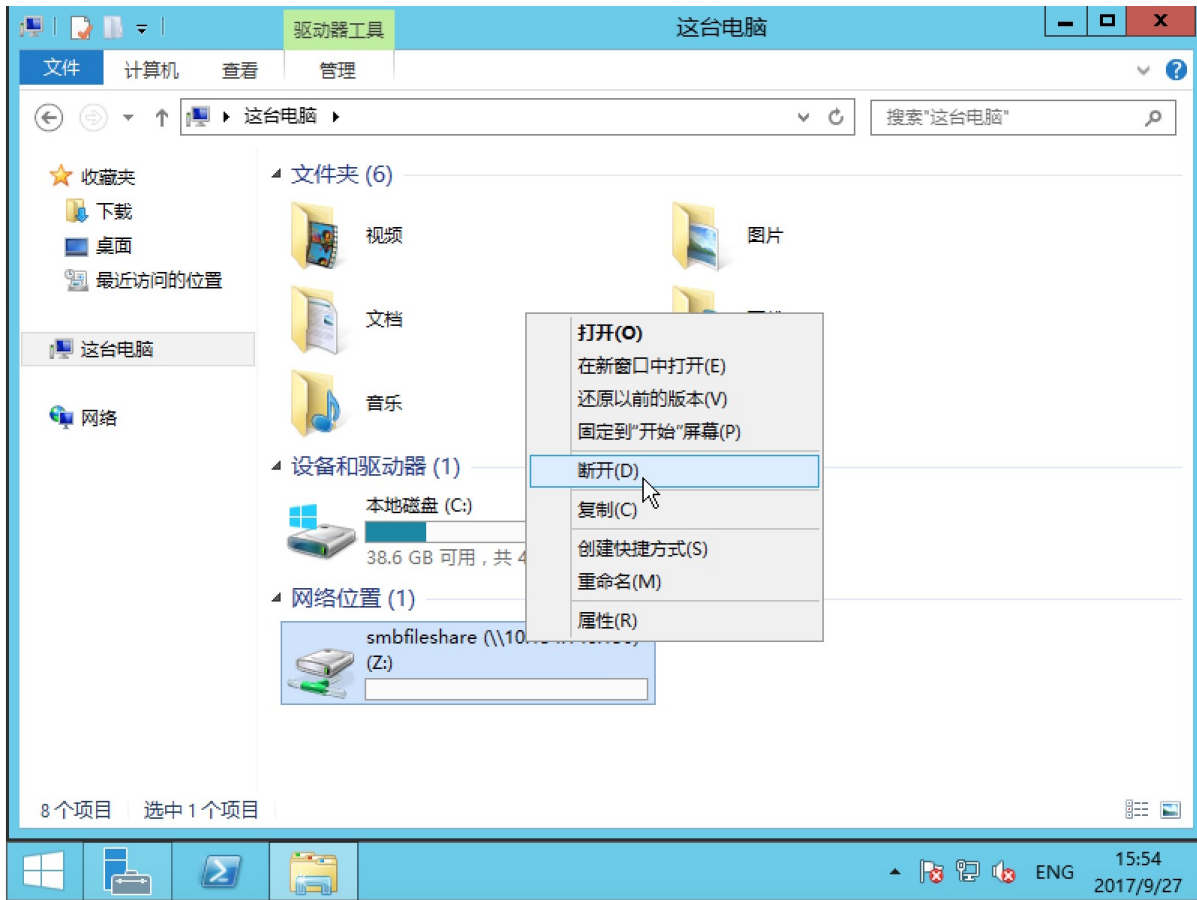 驱动器工具
这台电脑
文件
计算机
查看
管理
这台电脑
搜索"这台电脑"
收藏夹
下载
桌面
最近访问的位置
这台电脑
网络
文件夹 (6)
视频
图片
文档
音乐
打开(O)
在新窗口中打开(E)
还原以前的版本(V)
固定到"开始"屏幕(P)
断开(D)
复制(C)
创建快捷方式(S)
重命名(M)
属性(R)
设备和驱动器 (1)
本地磁盘 (C:)
38.6 GB 可用，共 4
网络位置 (1)
smbfileshare (\\10.
(Z:)
8 个项目
选中 1 个项目
ENG
15:54
2017/9/27